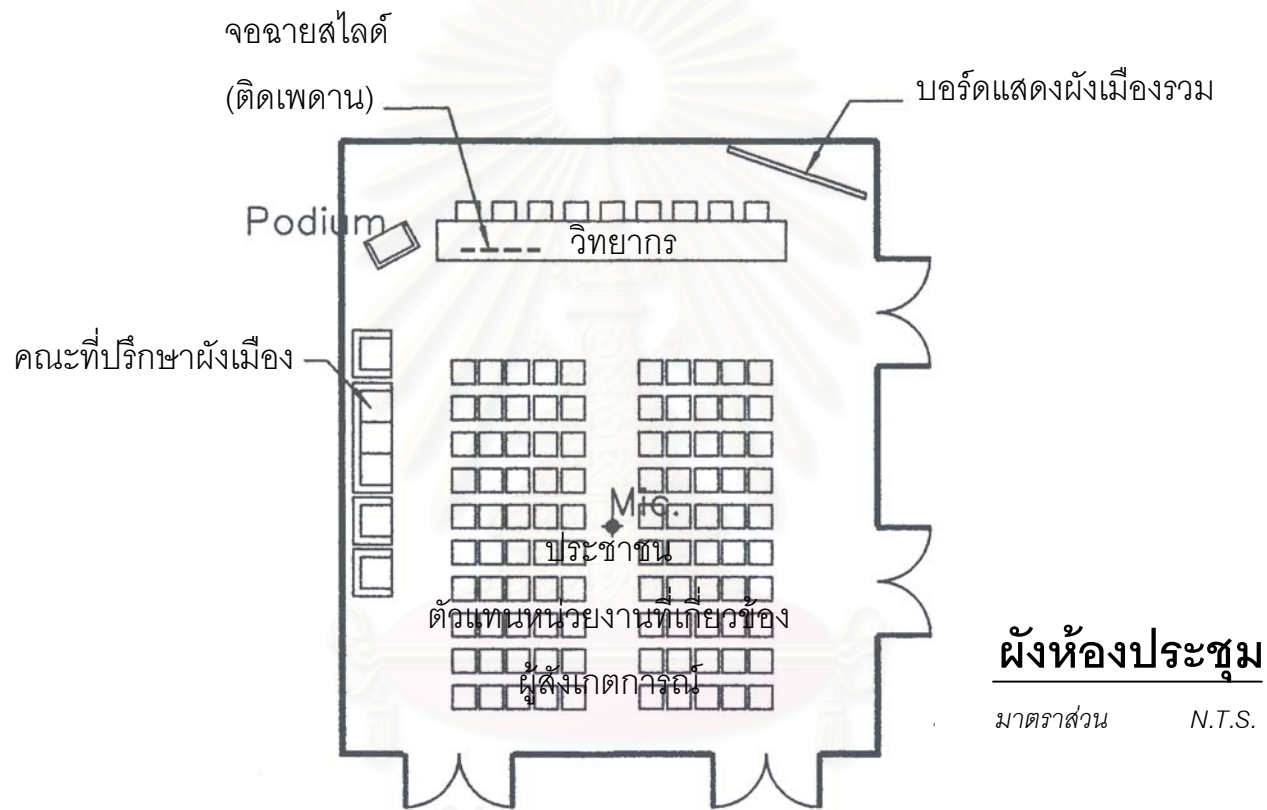 จอฉายสไลด์
(ติดเพดาน)
บอร์ดแสดงผังเมืองรวม
Podium
วิทยากร
คณะที่ปรึกษาผังเมือง
Mic.
ประชาชน
ตัวแทนหน่วยงานที่เกี่ยวข้อง
ผู้สังเกตการณ์
ผังห้องประชุม
มาตราส่วน N.T.S.